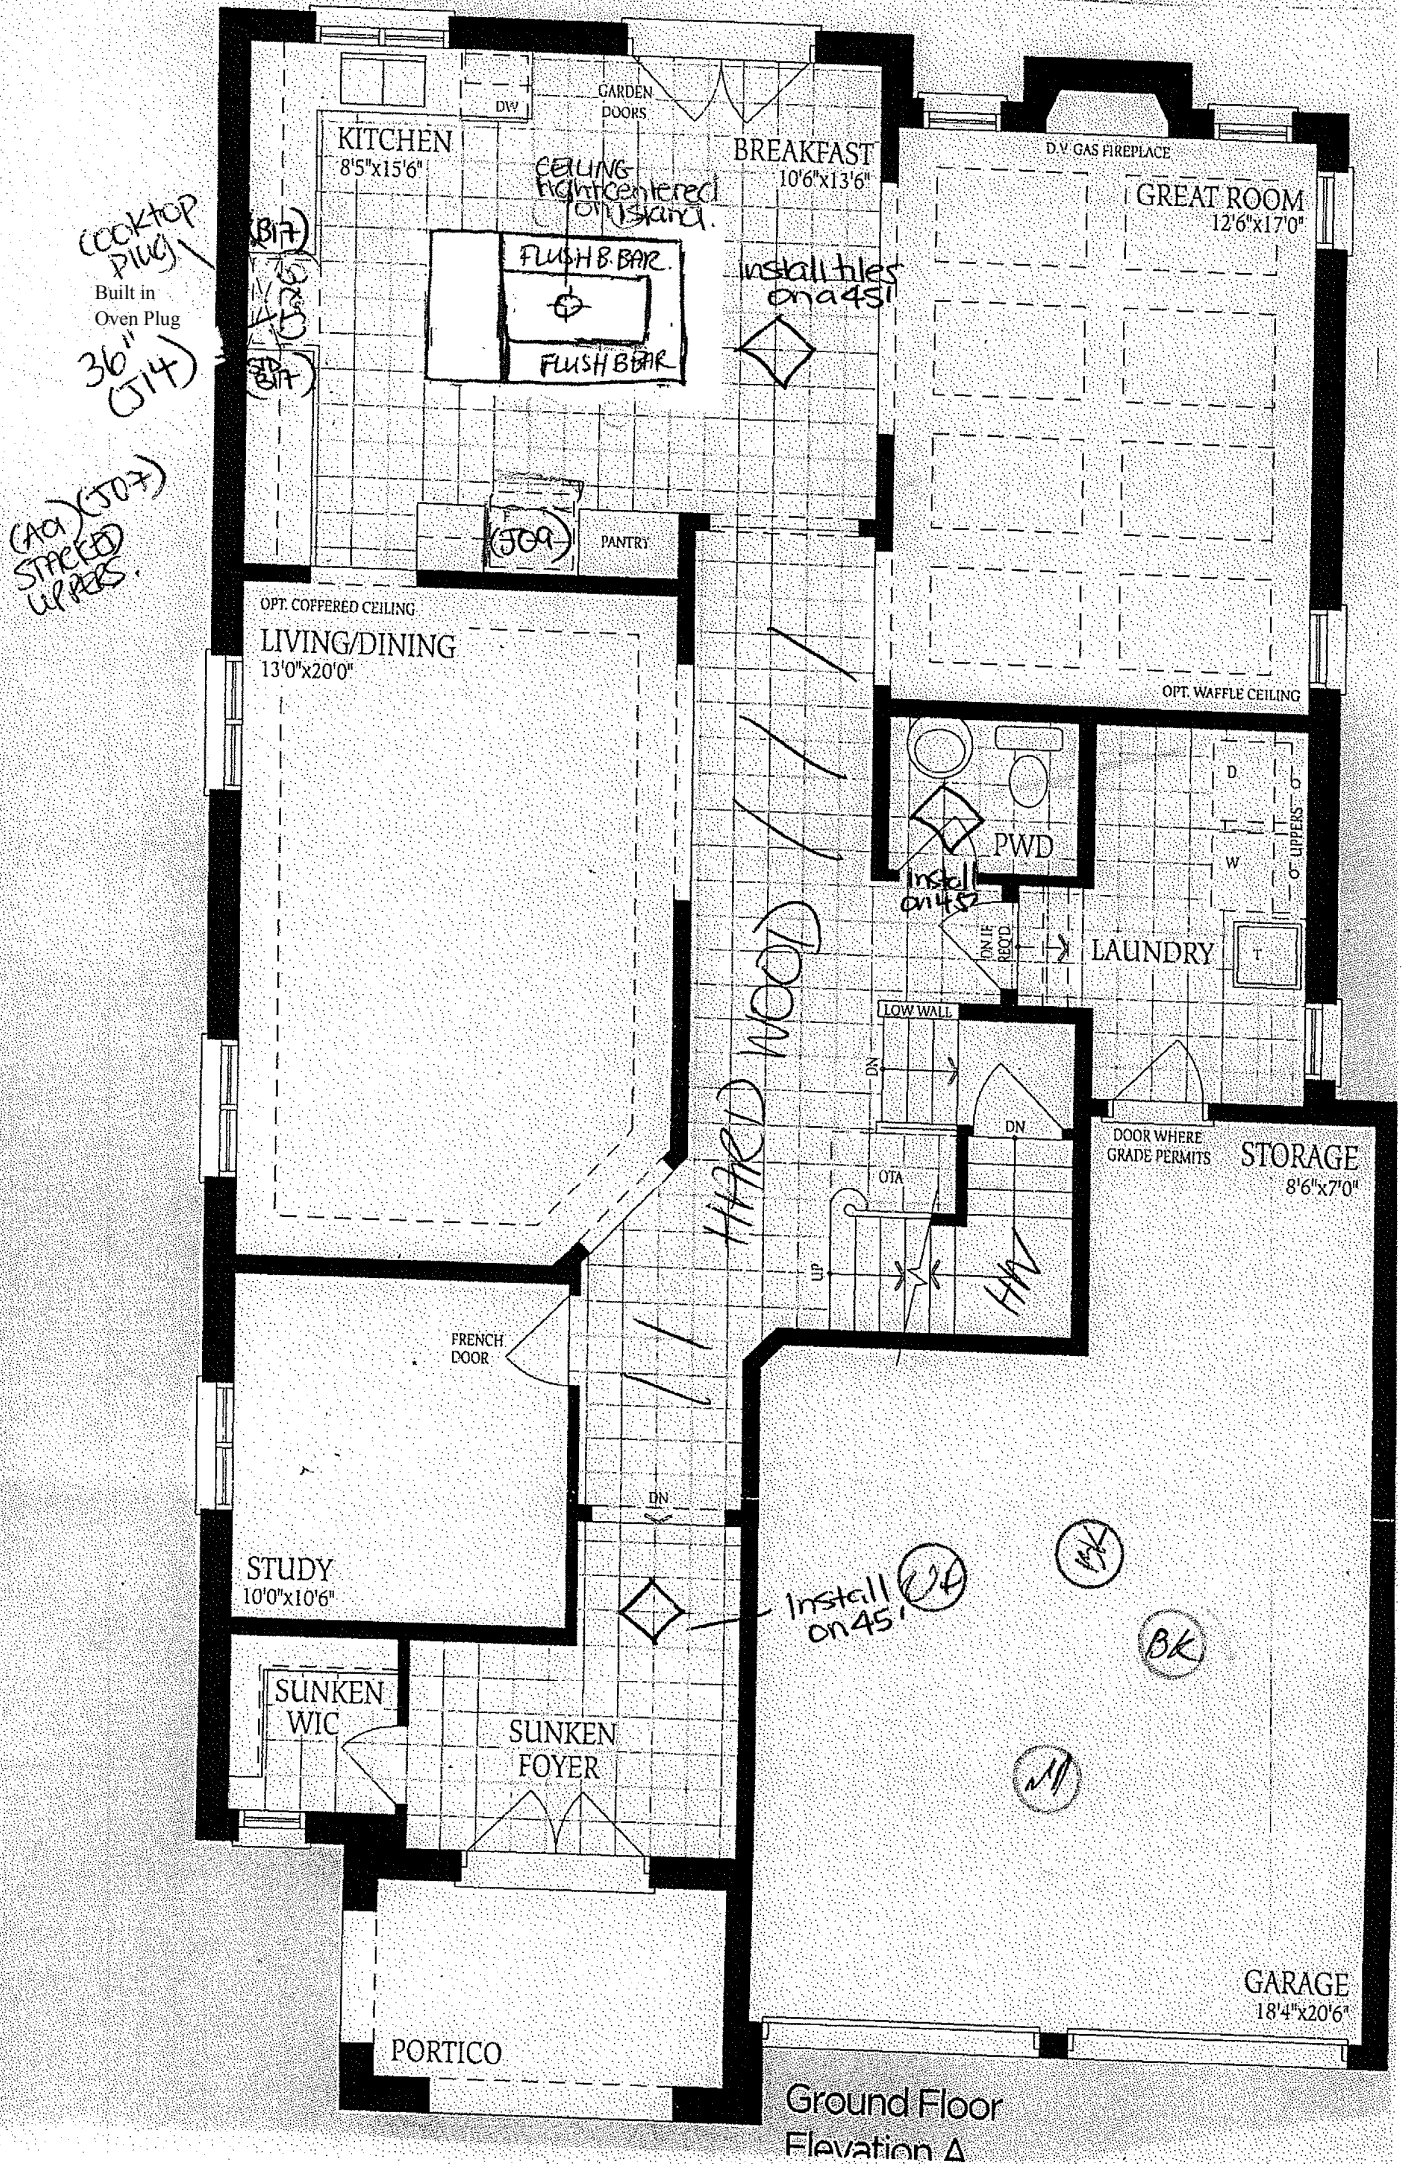 DW
GARDEN
DOORS
KITCHEN
8'5"x15'6"
BREAKFAST
10'6"x13'6"
D.V. GAS FIREPLACE
GREAT ROOM
12'6"x17'0"
CEILING
light centered
on island.
cooktop
plug
Built in
Oven Plug
36"
(J14)
(B17)
FLUSH B. BAR.
FLUSH B BAR
STD
B17
install tiles
on a 45'
(J07)
STACKED
UPPERS.
F
(J09)
PANTRY
OPT. COFFERED CEILING
LIVING/DINING
13'0"x20'0"
OPT. WAFFLE CEILING
PWD
install
on 45
D
W
UPPERS
DN IF
REQ'D.
LAUNDRY
T
HARD WOOD
LOW WALL
DN
DN
OTA
UP
HW
DOOR WHERE
GRADE PERMITS
STORAGE
8'6"x7'0"
FRENCH
DOOR
DN
STUDY
10'0"x10'6"
Install
on 45'
BK
BK
SUNKEN
WIC
SUNKEN
FOYER
GARAGE
18'4"x20'6"
PORTICO
Ground Floor
Elevation A